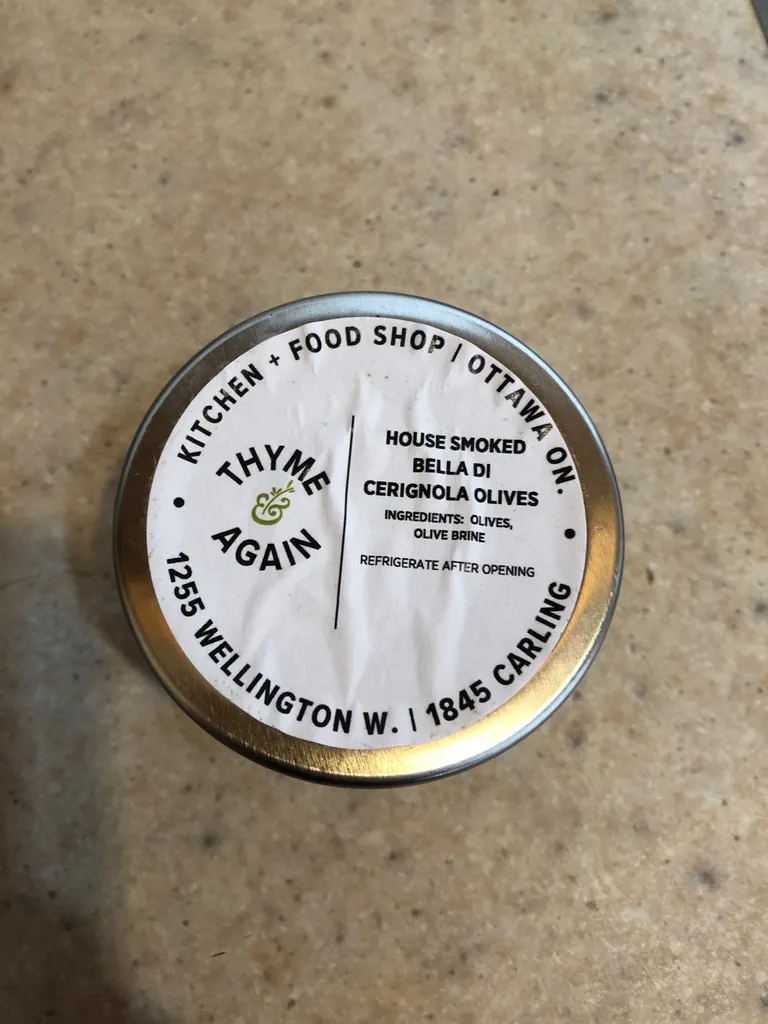 KITCHEN + FOOD SHOP | OTTAWA ON.
THYME
&
AGAIN
HOUSE SMOKED
BELLA DI
CERIGNOLA OLIVES
INGREDIENTS: OLIVES,
OLIVE BRINE
REFRIGERATE AFTER OPENING
1255 WELLINGTON W. | 1845 CARLING